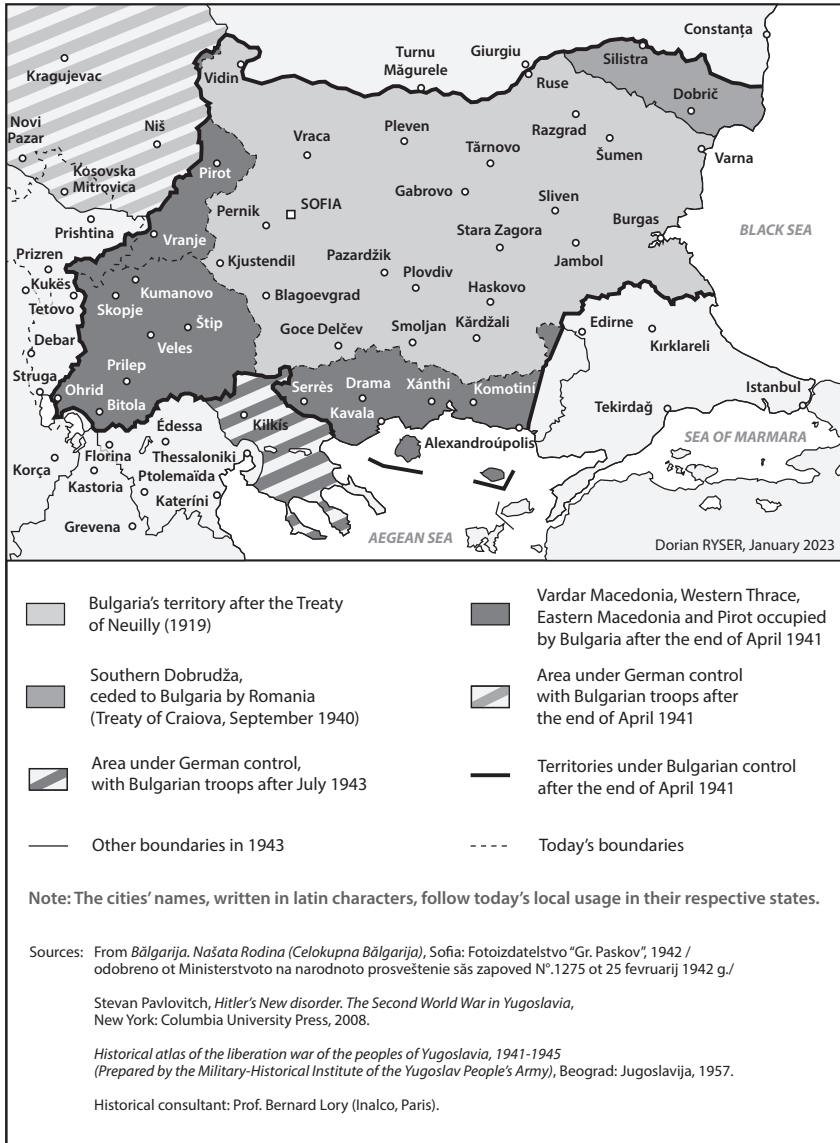 Constanţa
Turnu
Măgurele
Giurgiu
Silistra
Kragujevac
Vidin
Ruse
Dobrič
Novi
Pazar
Niš
Vraca
Pleven
Razgrad
Tărnovo
Šumen
Varna
Pirot
Kosovska
Mitrovica
Gabrovo
Sliven
Pernik
SOFIA
Burgas
Prishtina
Vranje
Stara Zagora
BLACK SEA
Prizren
Kjustendil
Pazardžik
Plovdiv
Jambol
Kukës
Kumanovo
Blagoevgrad
Haskovo
Tetovo
Skopje
Štip
Goce Delčev
Smoljan
Kărdžali
Edirne
Kırklareli
Debar
Veles
Prilep
Struga
Ohrid
Serrès
Drama
Xánthi
Komotiní
Istanbul
Bitola
Kilkís
Kavala
Tekirdağ
Édessa
Alexandroúpolis
SEA OF MARMARA
Korça
Flórina
Thessaloniki
Kastoria
Ptolemaïda
Kateríni
Grevena
AEGEAN SEA
Dorian RYSER, January 2023
Bulgaria’s territory after the Treaty
of Neuilly (1919)
Vardar Macedonia, Western Thrace,
Eastern Macedonia and Pirot occupied
by Bulgaria after the end of April 1941
Southern Dobrudža,
ceded to Bulgaria by Romania
(Treaty of Craiova, September 1940)
Area under German control
with Bulgarian troops after
the end of April 1941
Area under German control,
with Bulgarian troops after July 1943
Territories under Bulgarian control
after the end of April 1941
Other boundaries in 1943
Today’s boundaries
Note: The cities’ names, written in latin characters, follow today’s local usage in their respective states.
Sources: From Bălgarija. Našata Rodina (Celokupna Bălgarija), Sofia: Fotoizdatelstvo “Gr. Paskov”, 1942 /
odobreno ot Ministerstvoto na narodnoto prosveštenie săs zapoved N°.1275 ot 25 fevruarij 1942 g./
Stevan Pavlovitch, Hitler’s New disorder. The Second World War in Yugoslavia,
New York: Columbia University Press, 2008.
Historical atlas of the liberation war of the peoples of Yugoslavia, 1941-1945
(Prepared by the Military-Historical Institute of the Yugoslav People’s Army), Beograd: Jugoslavija, 1957.
Historical consultant: Prof. Bernard Lory (Inalco, Paris).